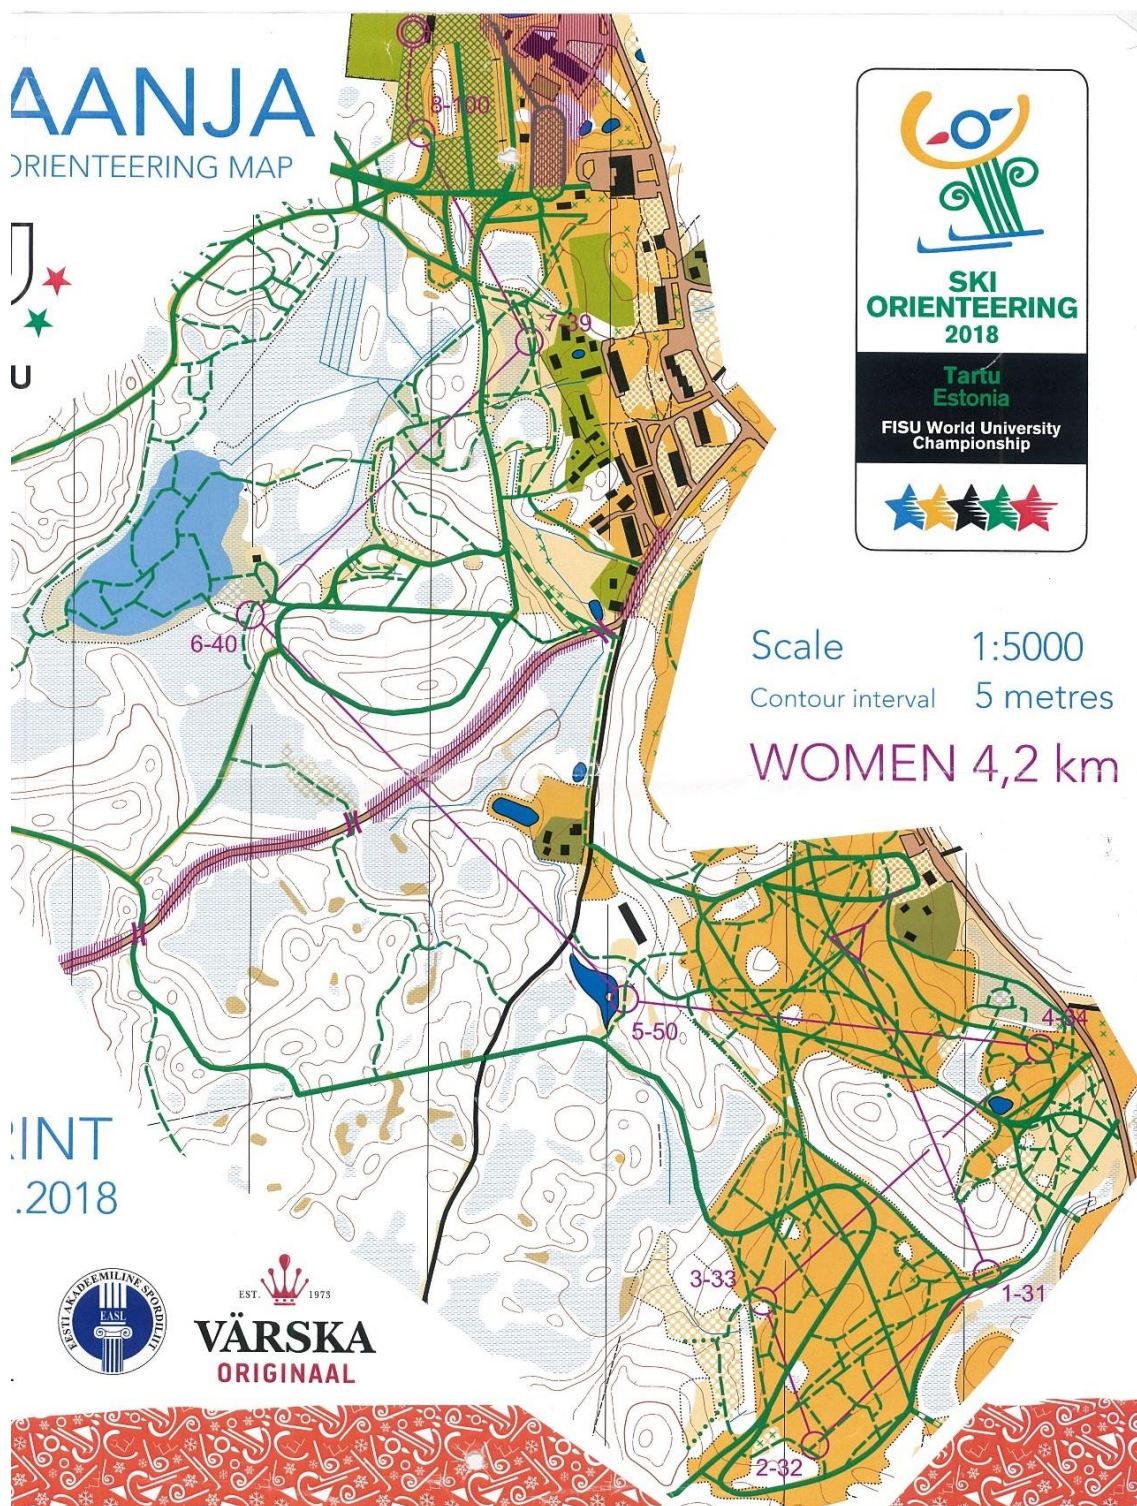 AANJA
ORIENTEERING MAP
U
SKI
ORIENTEERING
2018
Tartu
Estonia
FISU World University
Championship
Scale 1:5000
Contour interval 5 metres
WOMEN 4,2 km
8-100
7-39
6-40
5-50
4-34
3-33
1-31
2-32
INT
.2018
EESTI AKADEEMILINE SPORDILIIT
EASL
EST. 1973
VÄRSKA
ORIGINAAL